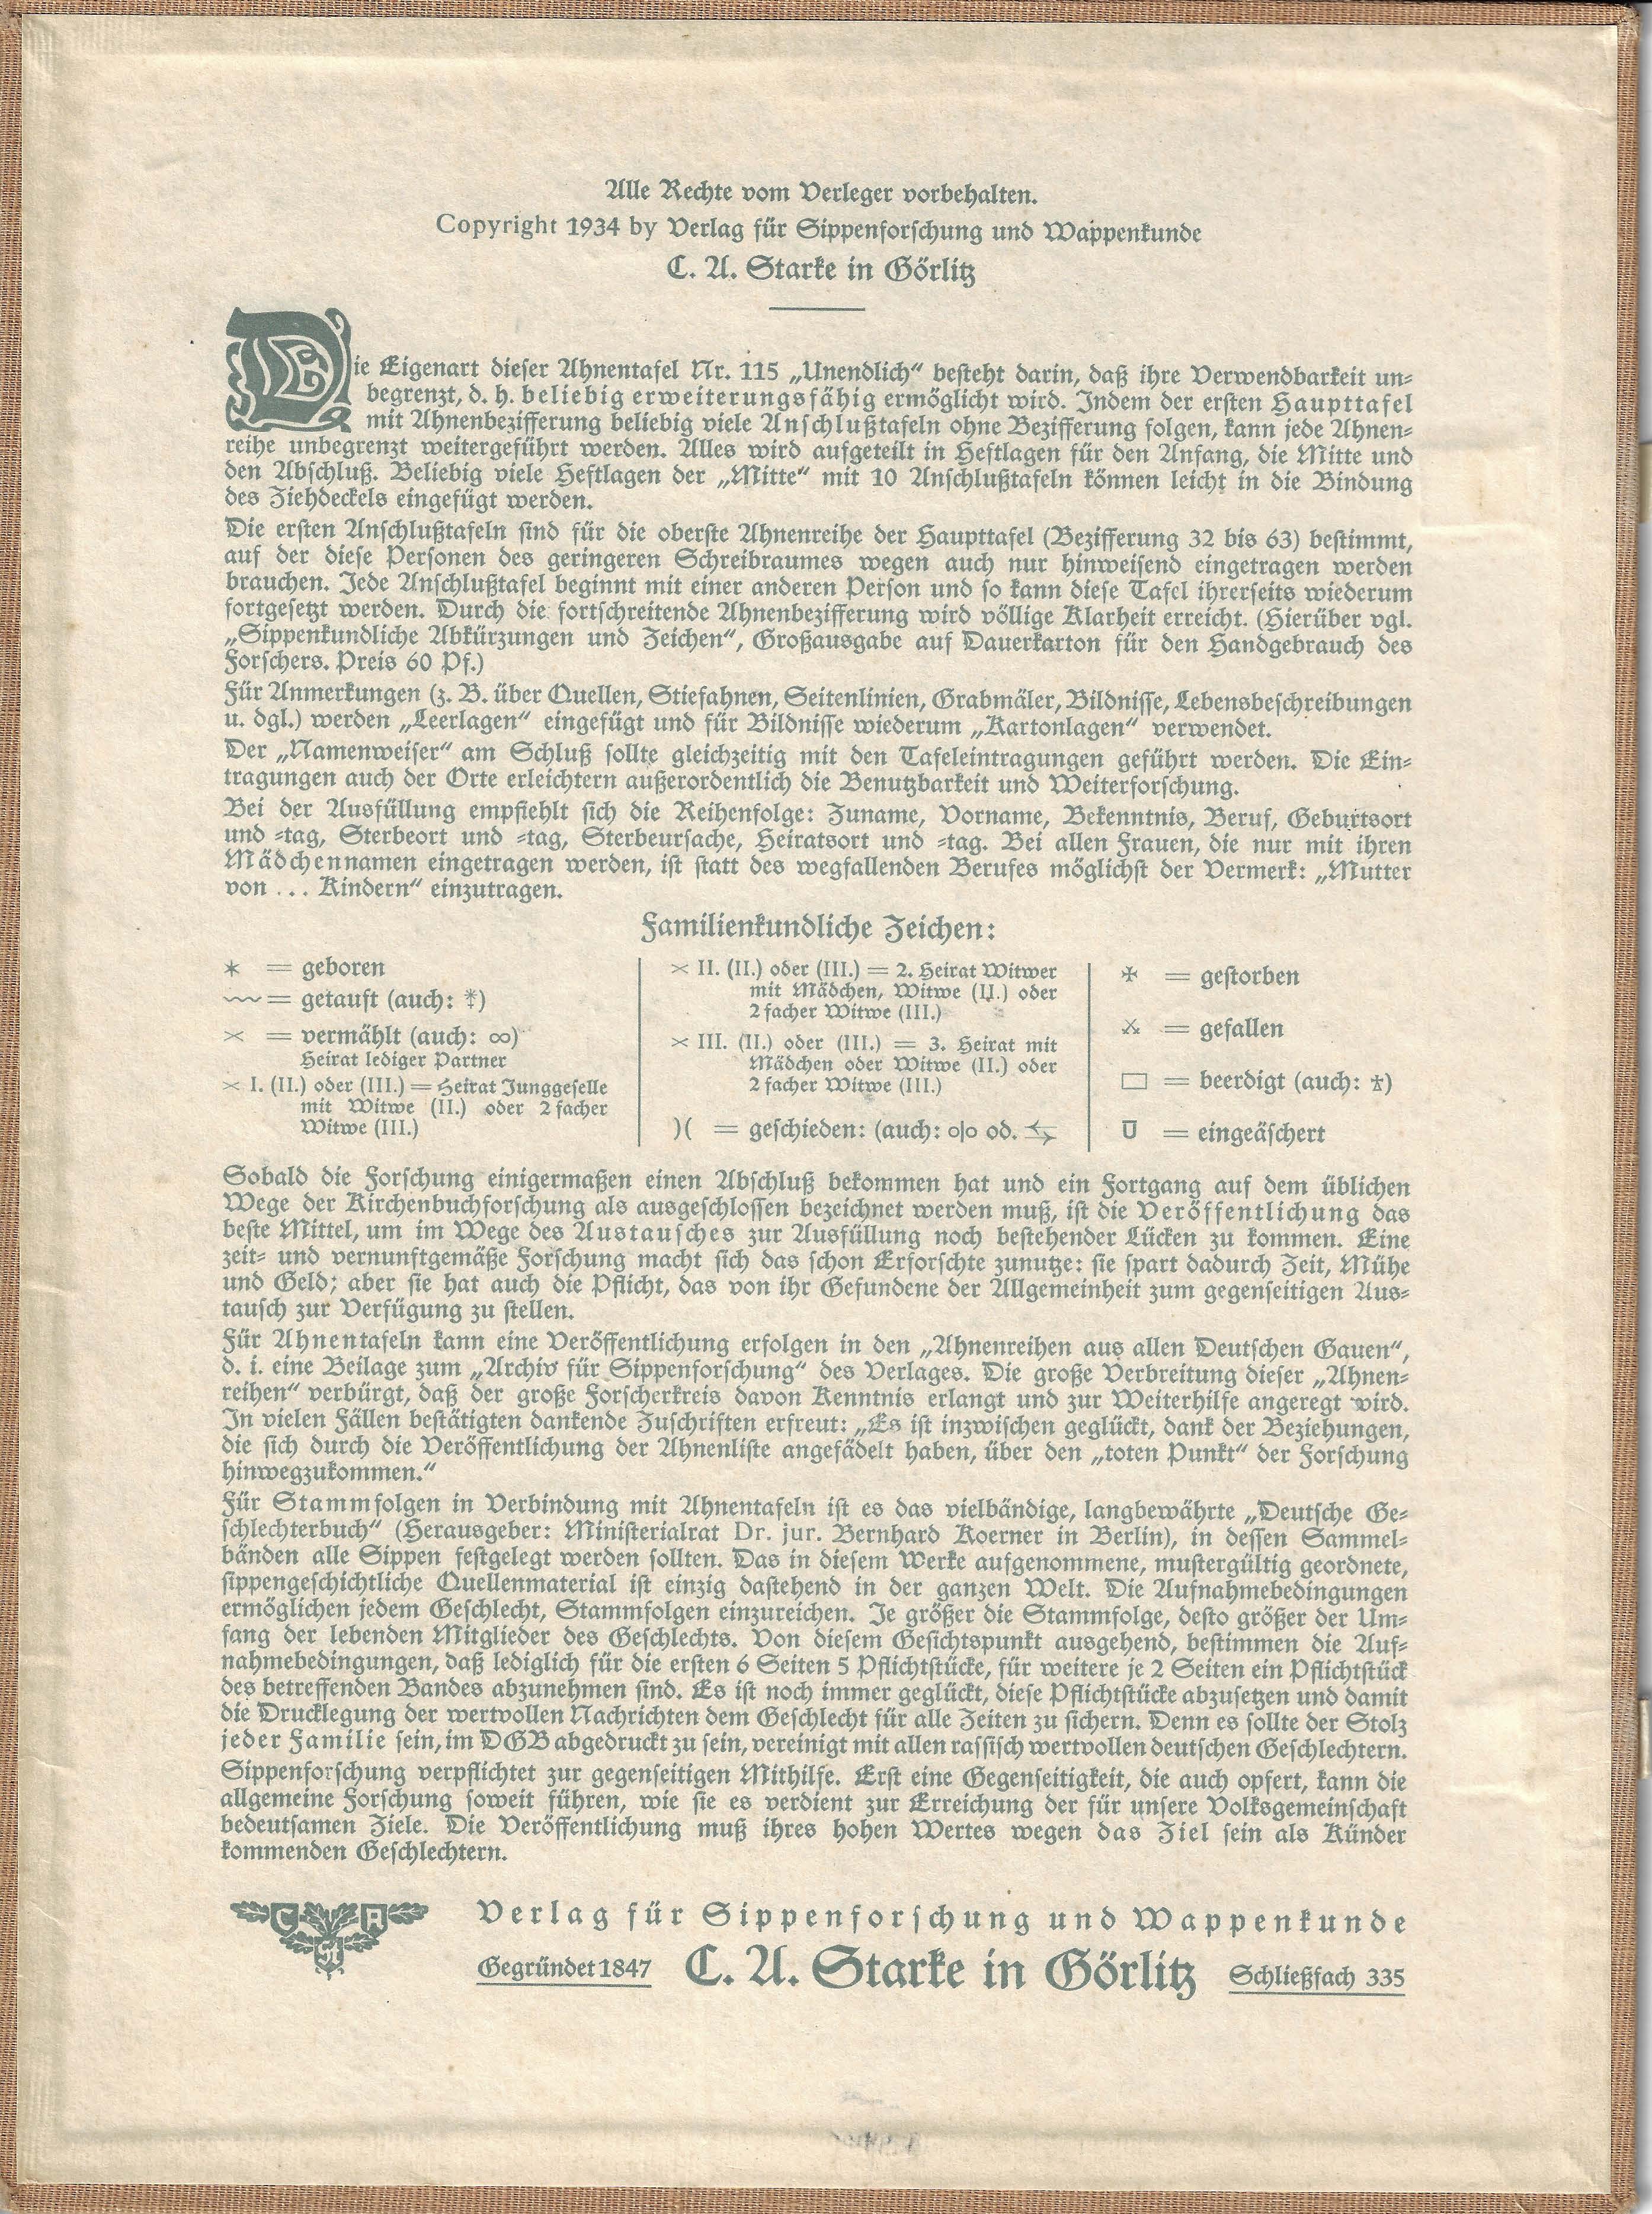 Alle Rechte vom Verleger vorbehalten.
Copyright 1934 by Verlag für Sippenforschung und Wappenkunde
C. A. Starke in Görlitz
Die Eigenart dieser Ahnentafel Nr. 115 „Unendlich“ besteht darin, daß ihre Verwendbarkeit un-
begrenzt, d. h. beliebig erweiterungsfähig ermöglicht wird. Indem der ersten Haupttafel
mit Ahnenbezifferung beliebig viele Anschlußtafeln ohne Bezifferung folgen, kann jede Ahnen-
reihe unbegrenzt weitergeführt werden. Alles wird aufgeteilt in Heftlagen für den Anfang, die Mitte und
den Abschluß. Beliebig viele Heftlagen der „Mitte“ mit 10 Anschlußtafeln können leicht in die Bindung
des Ziehdeckels eingefügt werden.
Die ersten Anschlußtafeln sind für die oberste Ahnenreihe der Haupttafel (Bezifferung 32 bis 63) bestimmt,
auf der diese Personen des geringeren Schreibraumes wegen auch nur hinweisend eingetragen werden
brauchen. Jede Anschlußtafel beginnt mit einer anderen Person und so kann diese Tafel ihrerseits wiederum
fortgesetzt werden. Durch die fortschreitende Ahnenbezifferung wird völlige Klarheit erreicht. (Hierüber vgl.
„Sippenkundliche Abkürzungen und Zeichen“, Großausgabe auf Dauerkarton für den Handgebrauch des
Forschers. Preis 60 Pf.)
Für Anmerkungen (z. B. über Quellen, Stiefahnen, Seitenlinien, Grabmäler, Bildnisse, Lebensbeschreibungen
u. dgl.) werden „Leerlagen“ eingefügt und für Bildnisse wiederum „Kartonlagen“ verwendet.
Der „Namenweiser“ am Schluß sollte gleichzeitig mit den Tafeleintragungen geführt werden. Die Ein-
tragungen auch der Orte erleichtern außerordentlich die Benutzbarkeit und Weiterforschung.
Bei der Ausfüllung empfiehlt sich die Reihenfolge: Zuname, Vorname, Bekenntnis, Beruf, Geburtsort
und -tag, Sterbeort und -tag, Sterbeursache, Heiratsort und -tag. Bei allen Frauen, die nur mit ihren
Mädchennamen eingetragen werden, ist statt des wegfallenden Berufes möglichst der Vermerk: „Mutter
von ... Kindern“ einzutragen.
Familienkundliche Zeichen:
* = geboren
〰 = getauft (auch: ⁑)
⚔ = vermählt (auch: ∞)
Heirat lediger Partner
⚔ I. (II.) oder (III.) = Heirat Junggeselle
mit Witwe (II.) oder 2 facher
Witwe (III.)
⚔ II. (II.) oder (III.) = 2. Heirat Witwer
mit Mädchen, Witwe (II.) oder
2 facher Witwe (III.)
⚔ III. (II.) oder (III.) = 3. Heirat mit
Mädchen oder Witwe (II.) oder
2 facher Witwe (III.)
)( = geschieden: (auch: o|o od. ⥃
✠ = gestorben
⚔ = gefallen
▭ = beerdigt (auch: ⚰)
⊽ = eingeäschert
Sobald die Forschung einigermaßen einen Abschluß bekommen hat und ein Fortgang auf dem üblichen
Wege der Kirchenbuchforschung als ausgeschlossen bezeichnet werden muß, ist die Veröffentlichung das
beste Mittel, um im Wege des Austausches zur Ausfüllung noch bestehender Lücken zu kommen. Eine
zeit- und vernunftgemäße Forschung macht sich das schon Erforschte zunutze: sie spart dadurch Zeit, Mühe
und Geld; aber sie hat auch die Pflicht, das von ihr Gefundene der Allgemeinheit zum gegenseitigen Aus-
tausch zur Verfügung zu stellen.
Für Ahnentafeln kann eine Veröffentlichung erfolgen in den „Ahnenreihen aus allen Deutschen Gauen“,
d. i. eine Beilage zum „Archiv für Sippenforschung“ des Verlages. Die große Verbreitung dieser „Ahnen-
reihen“ verbürgt, daß der große Forscherkreis davon Kenntnis erlangt und zur Weiterhilfe angeregt wird.
In vielen Fällen bestätigten dankende Zuschriften erfreut: „Es ist inzwischen geglückt, dank der Beziehungen,
die sich durch die Veröffentlichung der Ahnenliste angefädelt haben, über den „toten Punkt“ der Forschung
hinwegzukommen.“
Für Stammfolgen in Verbindung mit Ahnentafeln ist es das vielbändige, langbewährte „Deutsche Ge-
schlechterbuch“ (Herausgeber: Ministerialrat Dr. jur. Bernhard Koerner in Berlin), in dessen Sammel-
bänden alle Sippen festgelegt werden sollten. Das in diesem Werke aufgenommene, mustergültig geordnete,
sippengeschichtliche Quellenmaterial ist einzig dastehend in der ganzen Welt. Die Aufnahmebedingungen
ermöglichen jedem Geschlecht, Stammfolgen einzureichen. Je größer die Stammfolge, desto größer der Um-
fang der lebenden Mitglieder des Geschlechts. Von diesem Gesichtspunkt ausgehend, bestimmen die Auf-
nahmebedingungen, daß lediglich für die ersten 6 Seiten 5 Pflichtstücke, für weitere je 2 Seiten ein Pflichtstück
des betreffenden Bandes abzunehmen sind. Es ist noch immer geglückt, diese Pflichtstücke abzusetzen und damit
die Drucklegung der wertvollen Nachrichten dem Geschlecht für alle Zeiten zu sichern. Denn es sollte der Stolz
jeder Familie sein, im DGB abgedruckt zu sein, vereinigt mit allen rassisch wertvollen deutschen Geschlechtern.
Sippenforschung verpflichtet zur gegenseitigen Mithilfe. Erst eine Gegenseitigkeit, die auch opfert, kann die
allgemeine Forschung soweit führen, wie sie es verdient zur Erreichung der für unsere Volksgemeinschaft
bedeutsamen Ziele. Die Veröffentlichung muß ihres hohen Wertes wegen das Ziel sein als Künder
kommenden Geschlechtern.
C A St
Verlag für Sippenforschung und Wappenkunde
Gegründet 1847 C. A. Starke in Görlitz Schließfach 335